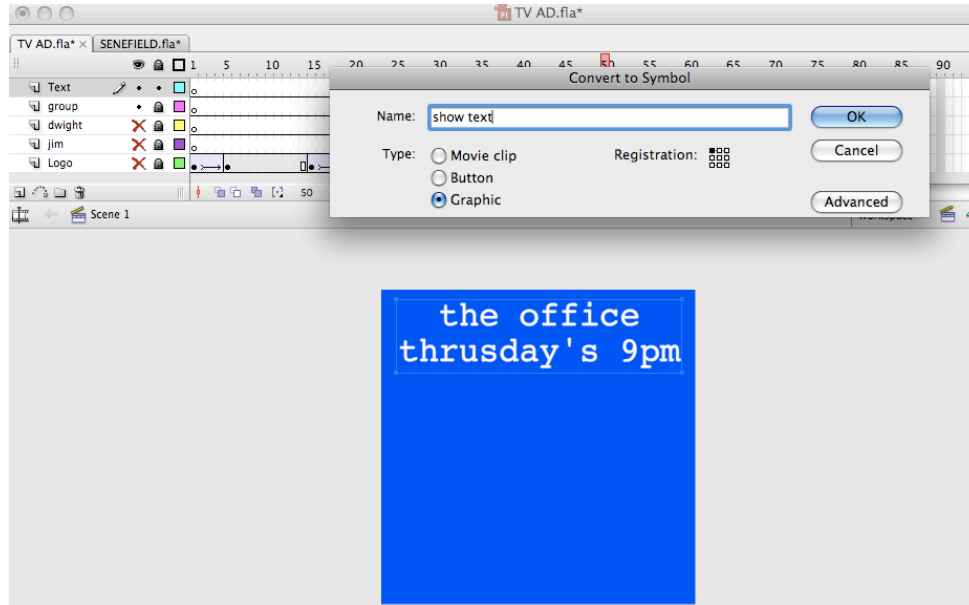 TV AD.fla*
TV AD.fla* × SENEFIELD.fla*
1 5 10 15 20 25 30 35 40 45 50 55 60 65 70 75 80 85 90
Text
group
dwight
jim
Logo
50
Scene 1
Convert to Symbol
Name: show text
OK
Type: Movie clip Registration: Cancel
Button
Graphic Advanced
the office
thrusday's 9pm